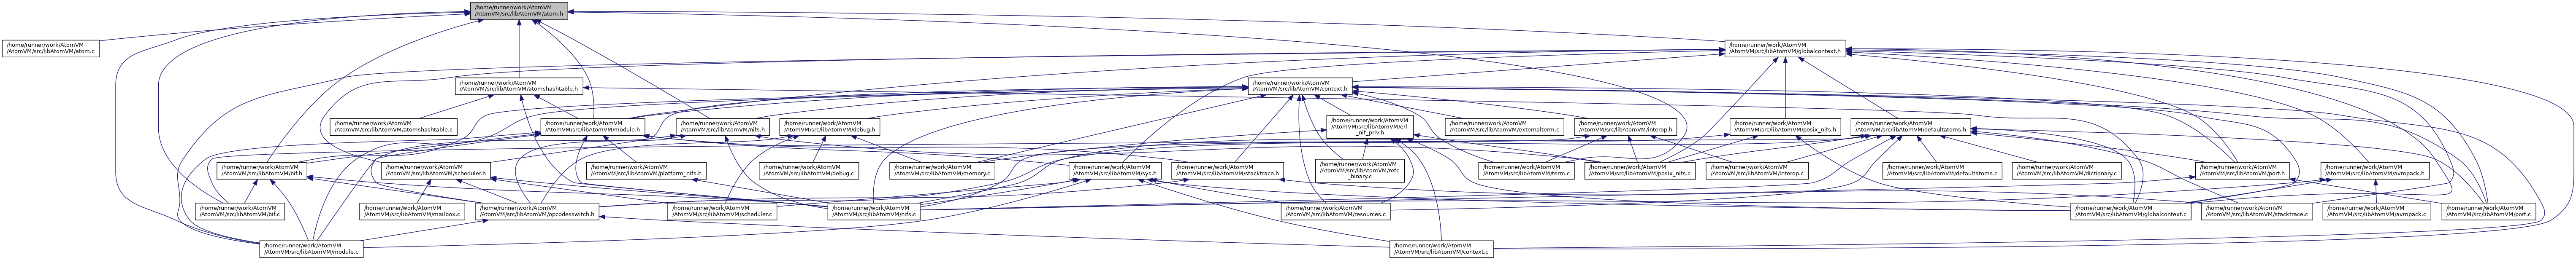 /home/runner/work/AtomVM
/AtomVM/src/libAtomVM/atom.h
/home/runner/work/AtomVM
/AtomVM/src/libAtomVM/atom.c
/home/runner/work/AtomVM
/AtomVM/src/libAtomVM/globalcontext.h
/home/runner/work/AtomVM
/AtomVM/src/libAtomVM/atomshashtable.h
/home/runner/work/AtomVM
/AtomVM/src/libAtomVM/context.h
/home/runner/work/AtomVM
/AtomVM/src/libAtomVM/atomshashtable.c
/home/runner/work/AtomVM
/AtomVM/src/libAtomVM/module.h
/home/runner/work/AtomVM
/AtomVM/src/libAtomVM/nifs.h
/home/runner/work/AtomVM
/AtomVM/src/libAtomVM/debug.h
/home/runner/work/AtomVM
/AtomVM/src/libAtomVM/erl
_nif_priv.h
/home/runner/work/AtomVM
/AtomVM/src/libAtomVM/externalterm.c
/home/runner/work/AtomVM
/AtomVM/src/libAtomVM/interop.h
/home/runner/work/AtomVM
/AtomVM/src/libAtomVM/posix_nifs.h
/home/runner/work/AtomVM
/AtomVM/src/libAtomVM/defaultatoms.h
/home/runner/work/AtomVM
/AtomVM/src/libAtomVM/bif.h
/home/runner/work/AtomVM
/AtomVM/src/libAtomVM/scheduler.h
/home/runner/work/AtomVM
/AtomVM/src/libAtomVM/platform_nifs.h
/home/runner/work/AtomVM
/AtomVM/src/libAtomVM/debug.c
/home/runner/work/AtomVM
/AtomVM/src/libAtomVM/memory.c
/home/runner/work/AtomVM
/AtomVM/src/libAtomVM/sys.h
/home/runner/work/AtomVM
/AtomVM/src/libAtomVM/stacktrace.h
/home/runner/work/AtomVM
/AtomVM/src/libAtomVM/refc
_binary.c
/home/runner/work/AtomVM
/AtomVM/src/libAtomVM/term.c
/home/runner/work/AtomVM
/AtomVM/src/libAtomVM/posix_nifs.c
/home/runner/work/AtomVM
/AtomVM/src/libAtomVM/interop.c
/home/runner/work/AtomVM
/AtomVM/src/libAtomVM/defaultatoms.c
/home/runner/work/AtomVM
/AtomVM/src/libAtomVM/dictionary.c
/home/runner/work/AtomVM
/AtomVM/src/libAtomVM/port.h
/home/runner/work/AtomVM
/AtomVM/src/libAtomVM/avmpack.h
/home/runner/work/AtomVM
/AtomVM/src/libAtomVM/bif.c
/home/runner/work/AtomVM
/AtomVM/src/libAtomVM/mailbox.c
/home/runner/work/AtomVM
/AtomVM/src/libAtomVM/opcodesswitch.h
/home/runner/work/AtomVM
/AtomVM/src/libAtomVM/scheduler.c
/home/runner/work/AtomVM
/AtomVM/src/libAtomVM/nifs.c
/home/runner/work/AtomVM
/AtomVM/src/libAtomVM/resources.c
/home/runner/work/AtomVM
/AtomVM/src/libAtomVM/globalcontext.c
/home/runner/work/AtomVM
/AtomVM/src/libAtomVM/stacktrace.c
/home/runner/work/AtomVM
/AtomVM/src/libAtomVM/avmpack.c
/home/runner/work/AtomVM
/AtomVM/src/libAtomVM/port.c
/home/runner/work/AtomVM
/AtomVM/src/libAtomVM/module.c
/home/runner/work/AtomVM
/AtomVM/src/libAtomVM/context.c